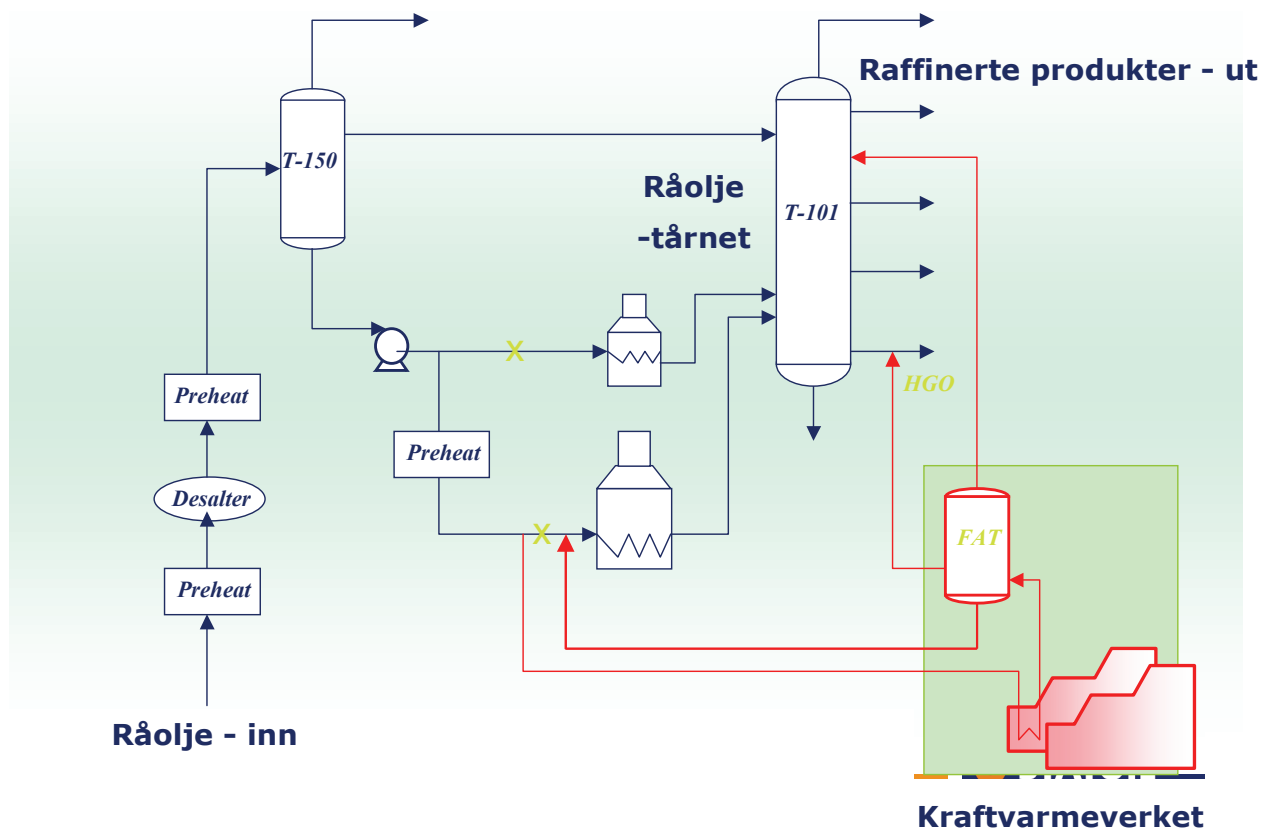 Raffinerte produkter - ut
T-150
Råolje
-tårnet
T-101
X
Preheat
HGO
Preheat
Desalter
X
FAT
Preheat
Råolje - inn
Kraftvarmeverket